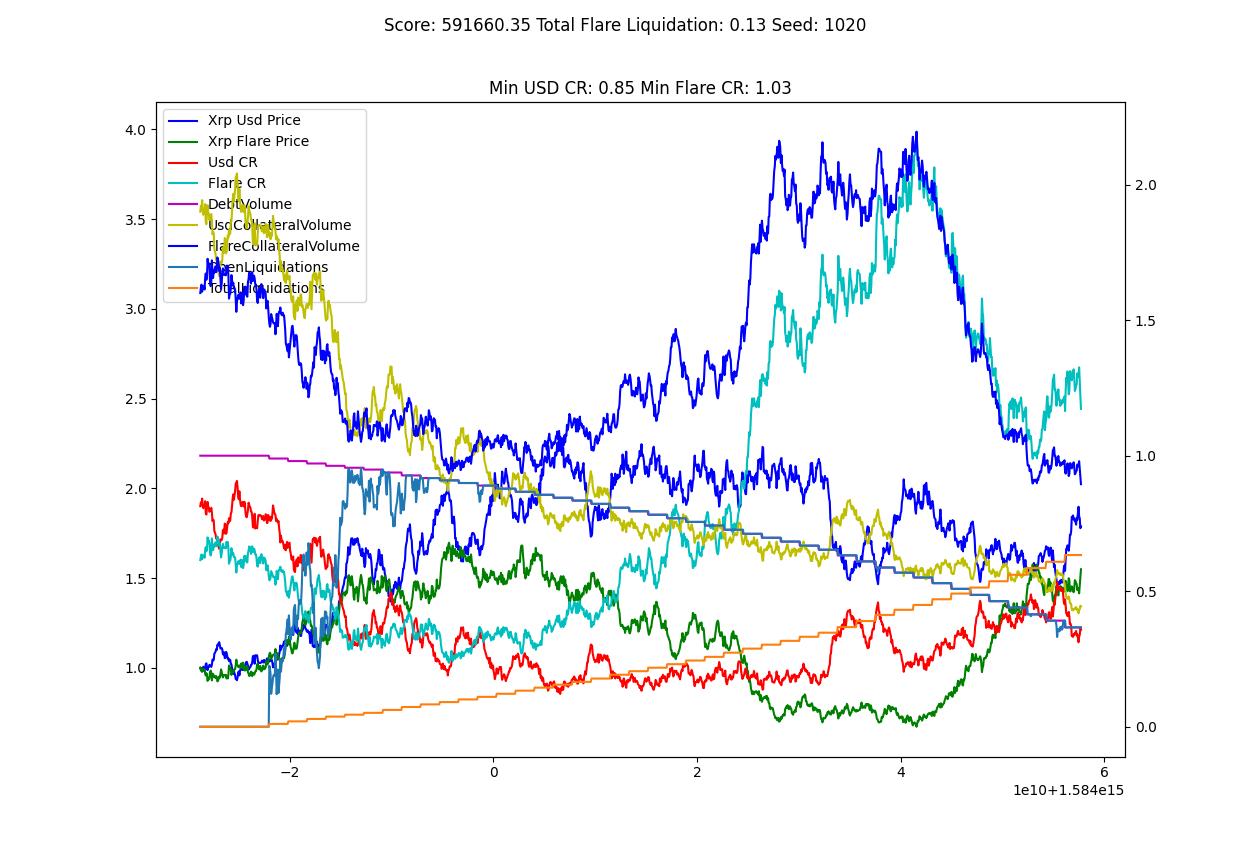 Score: 591660.35 Total Flare Liquidation: 0.13 Seed: 1020
Min USD CR: 0.85 Min Flare CR: 1.03
Xrp Usd Price
Xrp Flare Price
Usd CR
Flare CR
DebtVolume
UsdCollateralVolume
FlareCollateralVolume
OpenLiquidations
TotalLiquidations
4.0
3.5
3.0
2.5
2.0
1.5
1.0
2.0
1.5
1.0
0.5
0.0
−2
0
2
4
6
1e10+1.584e15